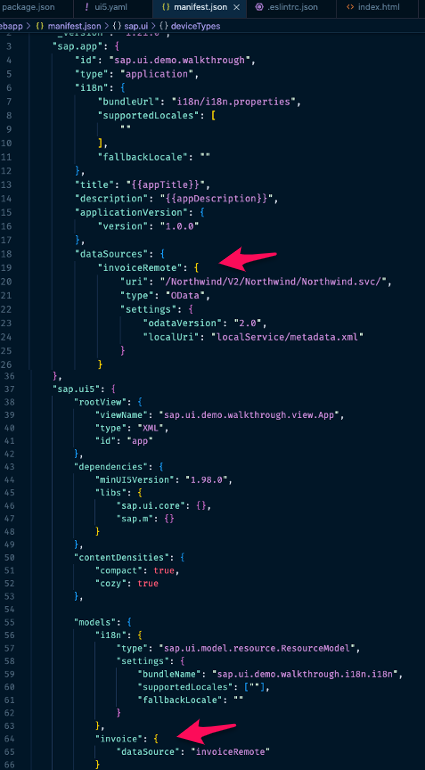 package.json ui5.yaml manifest.json .eslintrc.json index.html
ebapp > manifest.json > sap.ui > deviceTypes
2 "_version": "1.21.0",
3 "sap.app": {
4 "id": "sap.ui.demo.walkthrough",
5 "type": "application",
6 "i18n": {
7 "bundleUrl": "i18n/i18n.properties",
8 "supportedLocales": [
9 ""
10 ],
11 "fallbackLocale": ""
12 },
13 "title": "{{appTitle}}",
14 "description": "{{appDescription}}",
15 "applicationVersion": {
16 "version": "1.0.0"
17 },
18 "dataSources": {
19 "invoiceRemote": {
20 "uri": "/Northwind/V2/Northwind/Northwind.svc/",
21 "type": "OData",
22 "settings": {
23 "odataVersion": "2.0",
24 "localUri": "localService/metadata.xml"
25 }
26 }
36 },
37 "sap.ui5": {
38 "rootView": {
39 "viewName": "sap.ui.demo.walkthrough.view.App",
40 "type": "XML",
41 "id": "app"
42 },
43 "dependencies": {
44 "minUI5Version": "1.98.0",
45 "libs": {
46 "sap.ui.core": {},
47 "sap.m": {}
48 }
49 },
50 "contentDensities": {
51 "compact": true,
52 "cozy": true
53 },
54
55 "models": {
56 "i18n": {
57 "type": "sap.ui.model.resource.ResourceModel",
58 "settings": {
59 "bundleName": "sap.ui.demo.walkthrough.i18n.i18n",
60 "supportedLocales": [""],
61 "fallbackLocale": ""
62 }
63 },
64 "invoice": {
65 "dataSource": "invoiceRemote"
66 }